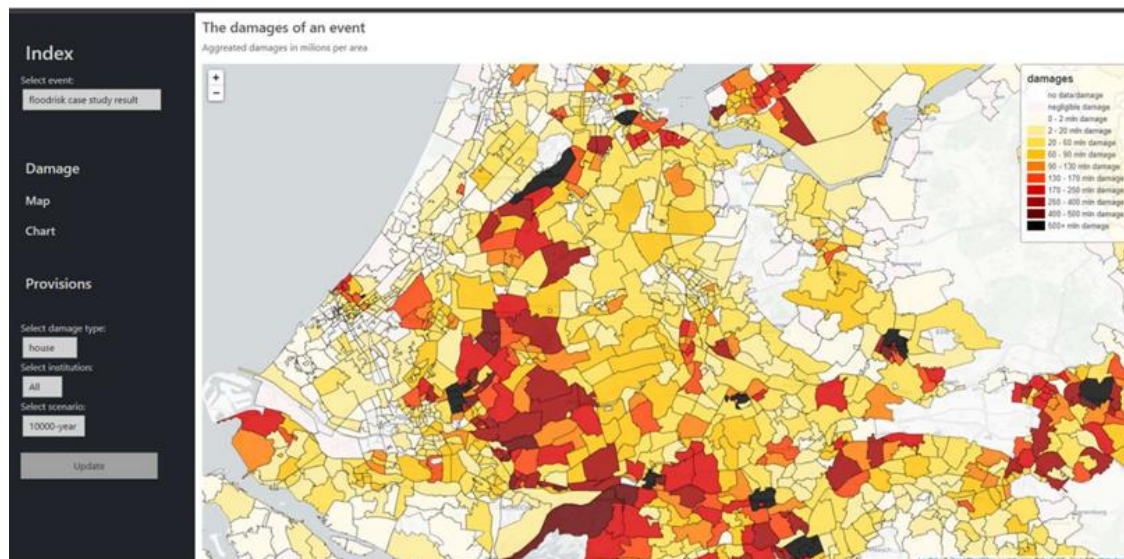 Index
Select event:
floodrisk case study result
Damage
Map
Chart
Provisions
Select damage type:
house
Select institution:
All
Select scenario:
10000-year
Update
The damages of an event
Aggreated damages in milions per area
+
−
damages
no data/damage
negligible damage
0 - 2 mln damage
2 - 20 mln damage
20 - 60 mln damage
60 - 90 mln damage
90 - 130 mln damage
130 - 170 mln damage
170 - 250 mln damage
250 - 400 mln damage
400 - 500 mln damage
500+ mln damage